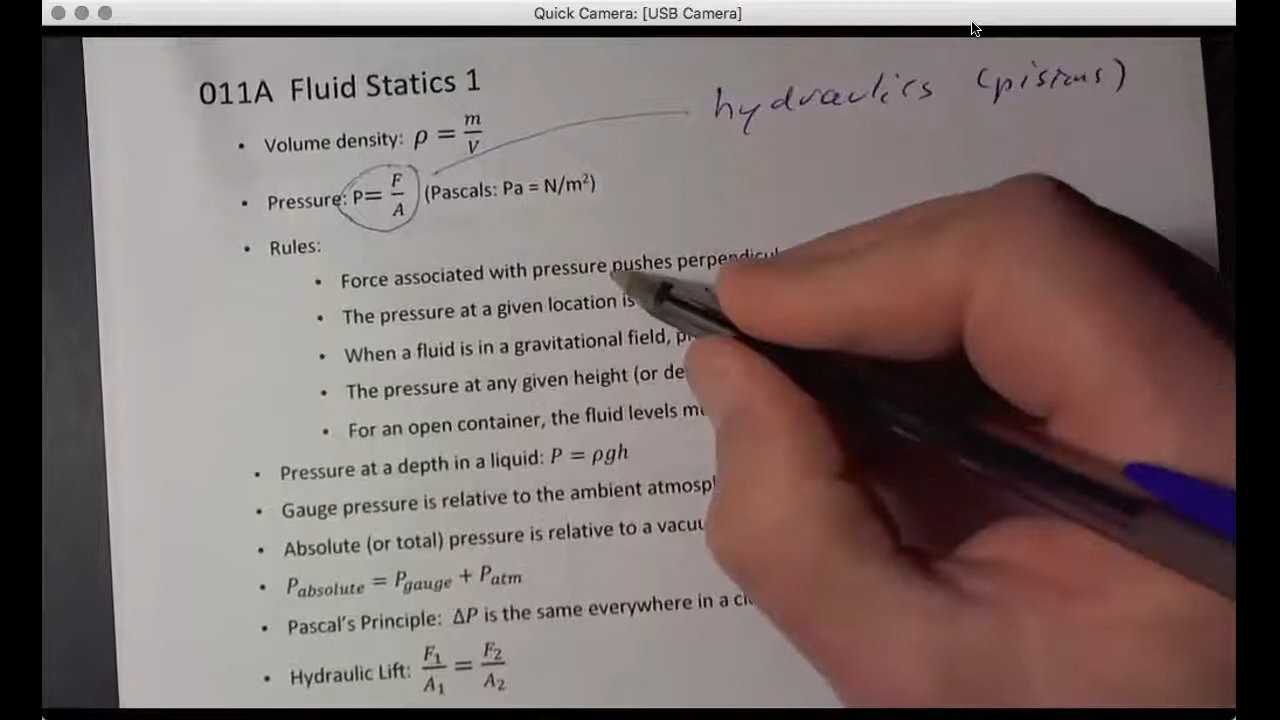 Quick Camera: [USB Camera]
011A Fluid Statics 1
hydraulics (pistons)
• Volume density: ρ = m/V
• Pressure: P= F/A (Pascals: Pa = N/m²)
• Rules:
• Force associated with pressure pushes
• The pressure at a given location is
• When a fluid is in a gravitational field,
• The pressure at any given height (or
• For an open container, the fluid levels
• Pressure at a depth in a liquid: P = ρgh
• Gauge pressure is relative to the ambient
• Absolute (or total) pressure is relative to a
• P_absolute = P_gauge + P_atm
• Pascal's Principle: ΔP is the same everywhere in a
• Hydraulic Lift: F₁/A₁ = F₂/A₂